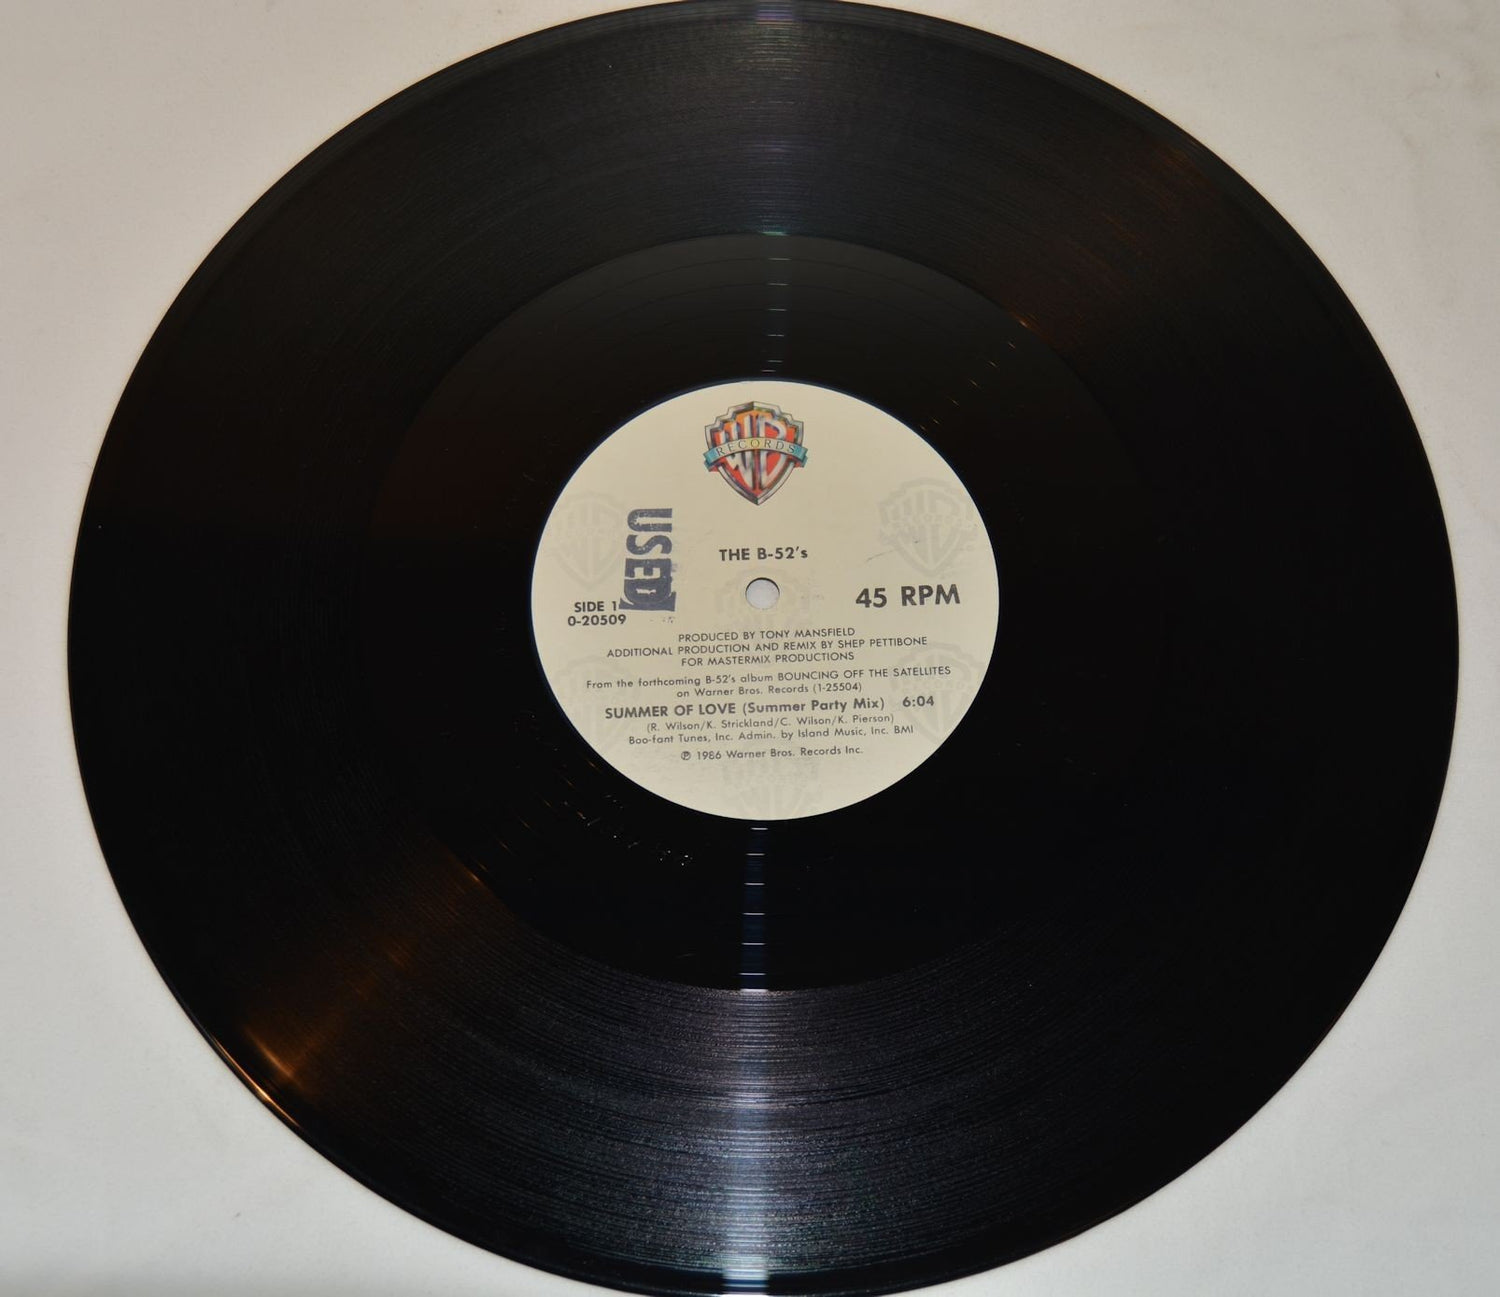 RECORDS
USED
THE B-52's
SIDE 1
0-20509
45 RPM
PRODUCED BY TONY MANSFIELD
ADDITIONAL PRODUCTION AND REMIX BY SHEP PETTIBONE
FOR MASTERMIX PRODUCTIONS
From the forthcoming B-52's album BOUNCING OFF THE SATELLITES
on Warner Bros. Records (1-25504)
SUMMER OF LOVE (Summer Party Mix) 6:04
(R. Wilson/K. Strickland/C. Wilson/K. Pierson)
Boo-fant Tunes, Inc. Admin. by Island Music, Inc. BMI
℗ 1986 Warner Bros. Records Inc.